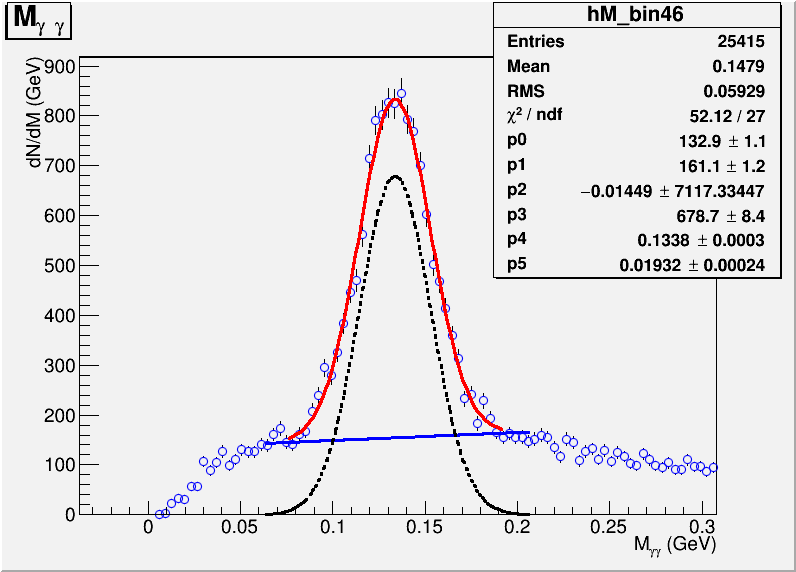 M γ γ
hM_bin46
Entries 25415
Mean 0.1479
RMS 0.05929
χ² / ndf 52.12 / 27
p0 132.9 ± 1.1
p1 161.1 ± 1.2
p2 −0.01449 ± 7117.33447
p3 678.7 ± 8.4
p4 0.1338 ± 0.0003
p5 0.01932 ± 0.00024
dN/dM (GeV)
900
800
700
600
500
400
300
200
100
0
0 0.05 0.1 0.15 0.2 0.25 0.3
M γγ (GeV)